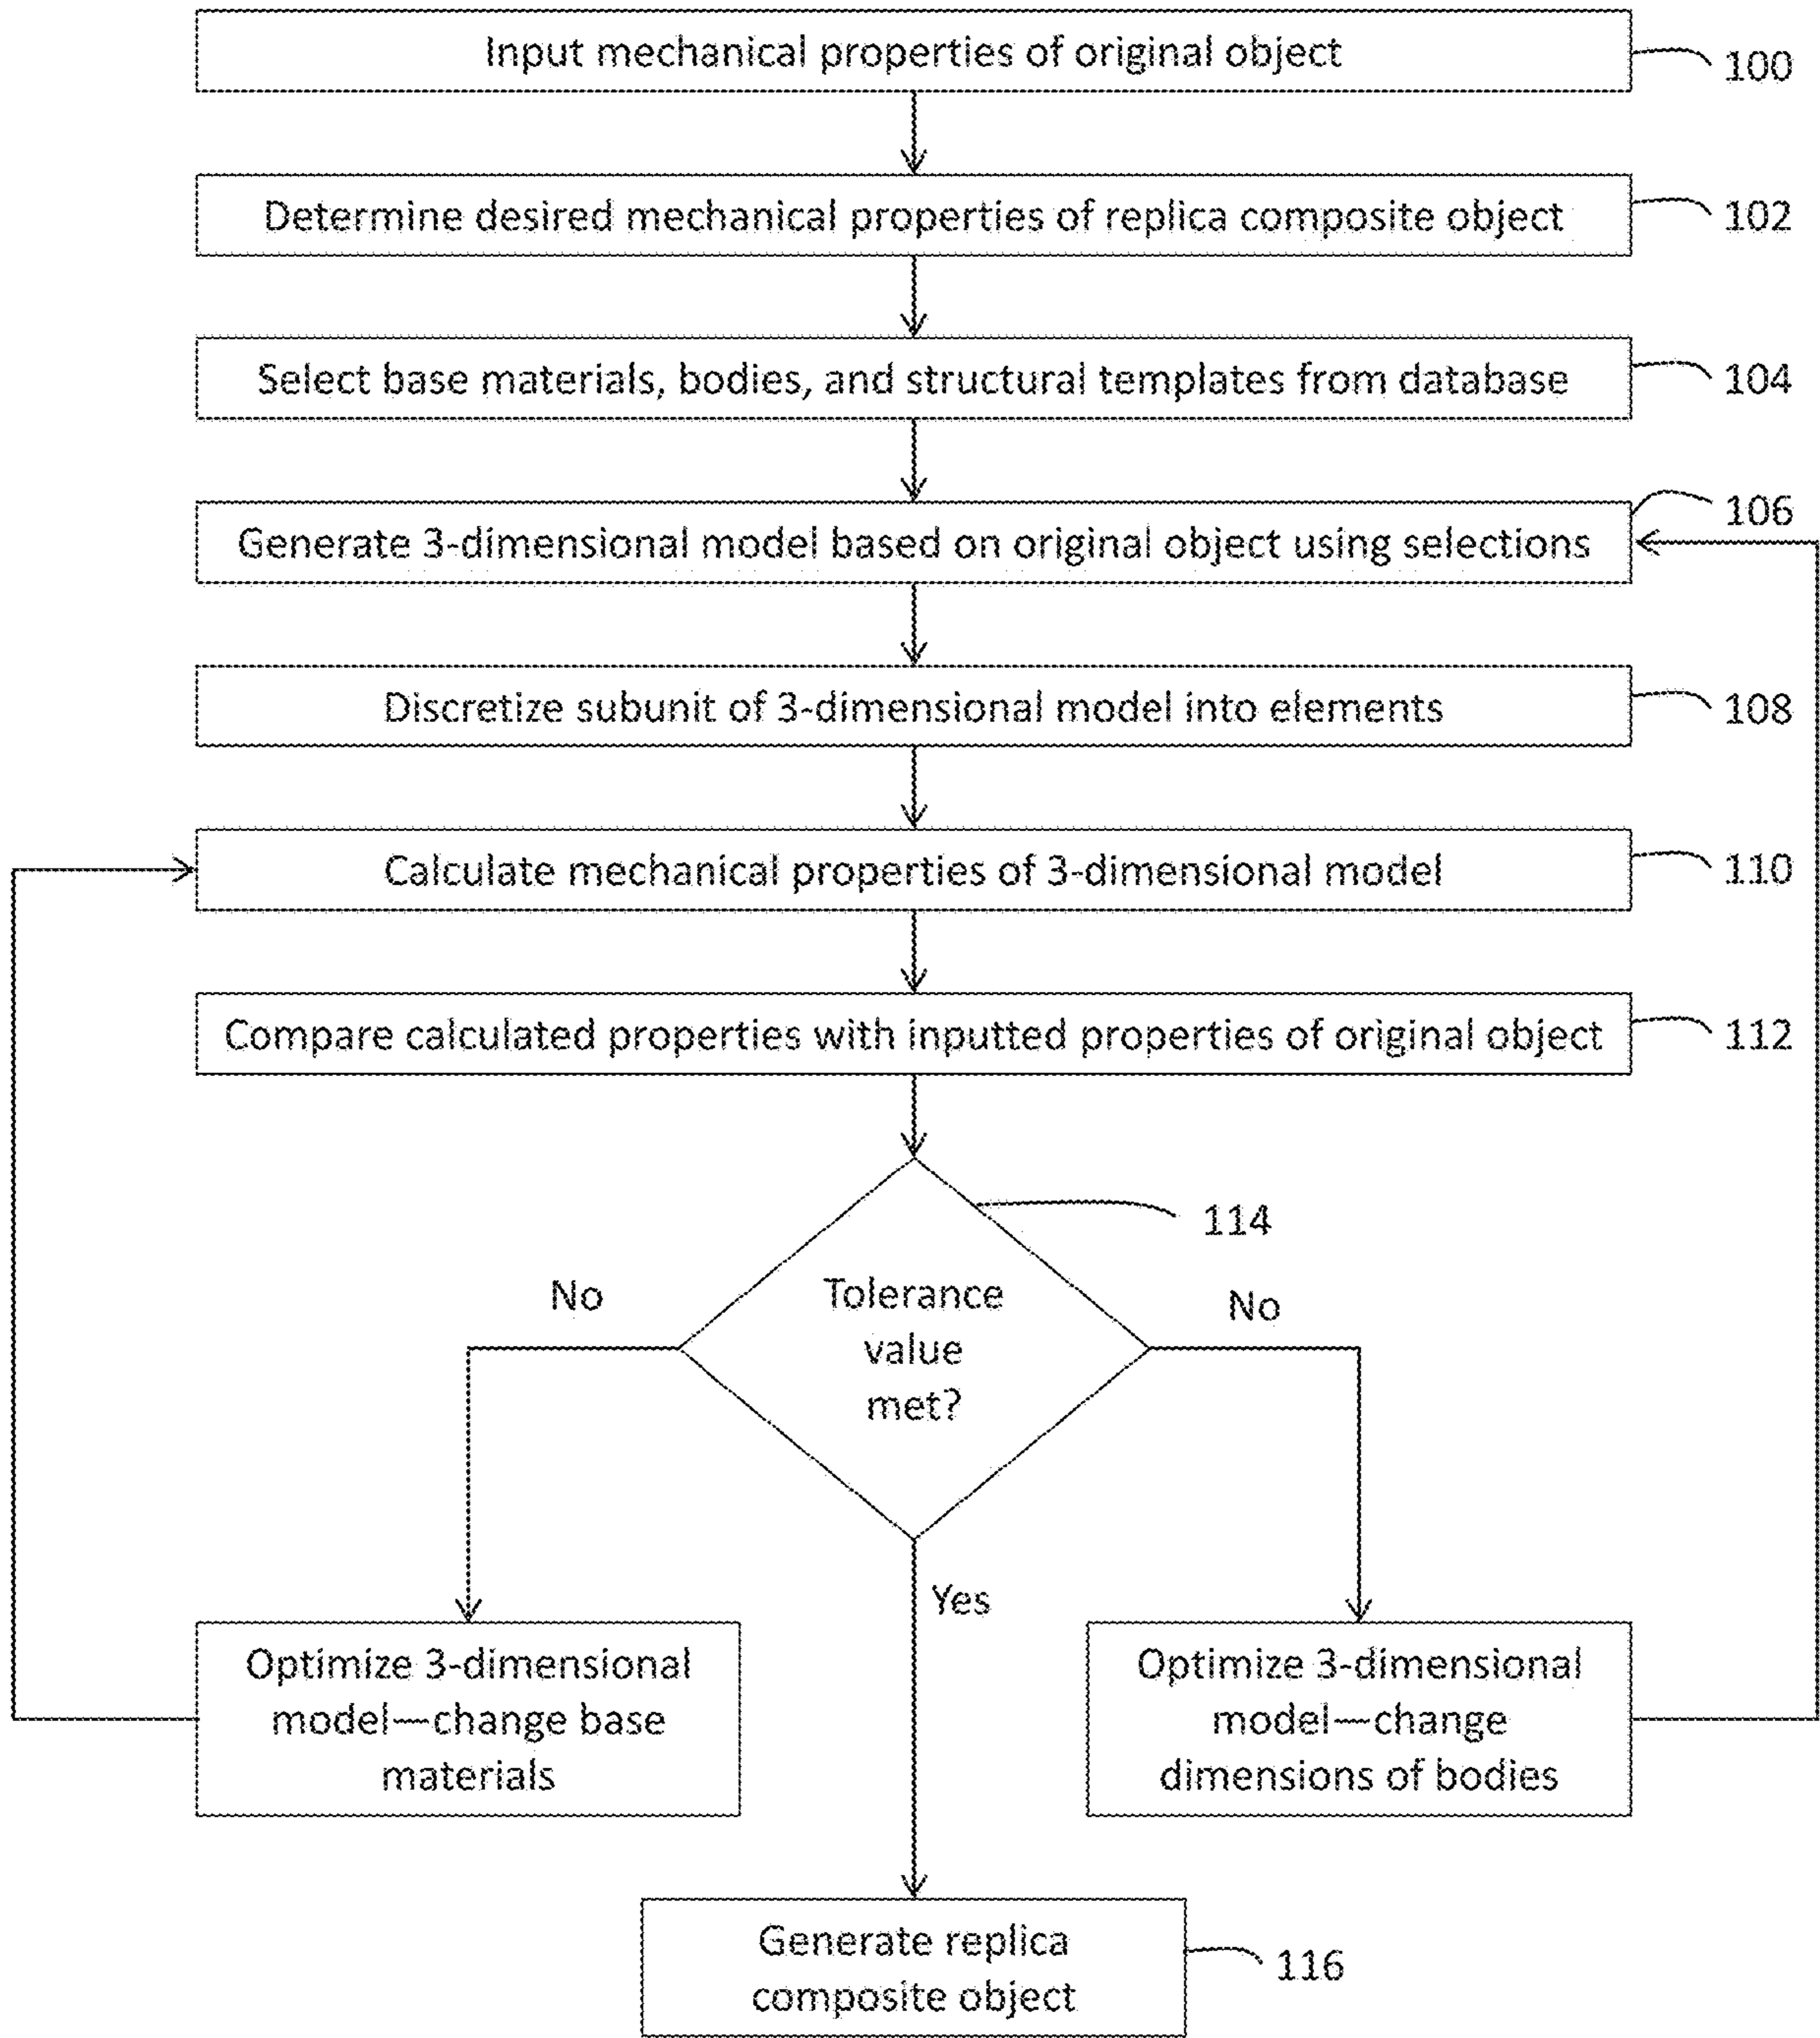 Input mechanical properties of original object
100
Determine desired mechanical properties of replica composite object
102
Select base materials, bodies, and structural templates from database
104
Generate 3-dimensional model based on original object using selections
106
Discretize subunit of 3-dimensional model into elements
108
Calculate mechanical properties of 3-dimensional model
110
Compare calculated properties with inputted properties of original object
112
114
Tolerance
value
met?
No
No
Yes
Optimize 3-dimensional
model—change base
materials
Optimize 3-dimensional
model—change
dimensions of bodies
Generate replica
composite object
116